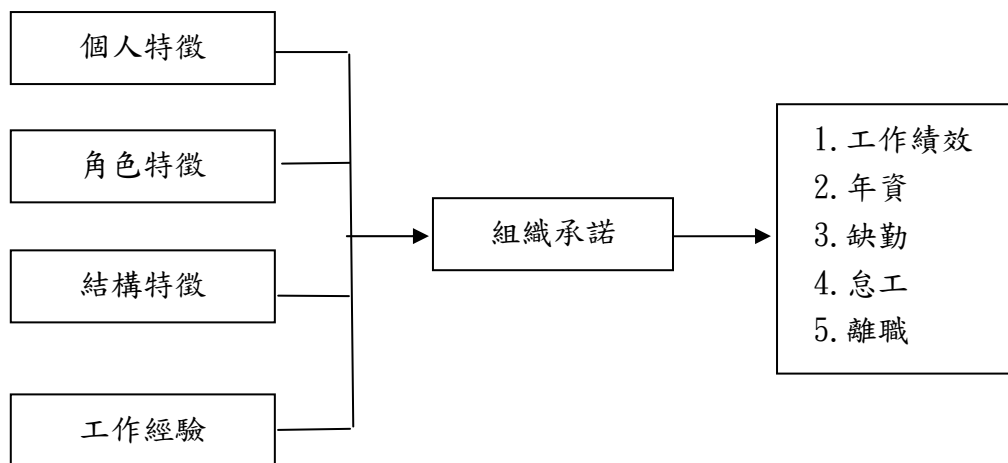 個人特徵
角色特徵
結構特徵
工作經驗
組織承諾
1.工作績效
2.年資
3.缺勤
4.怠工
5.離職